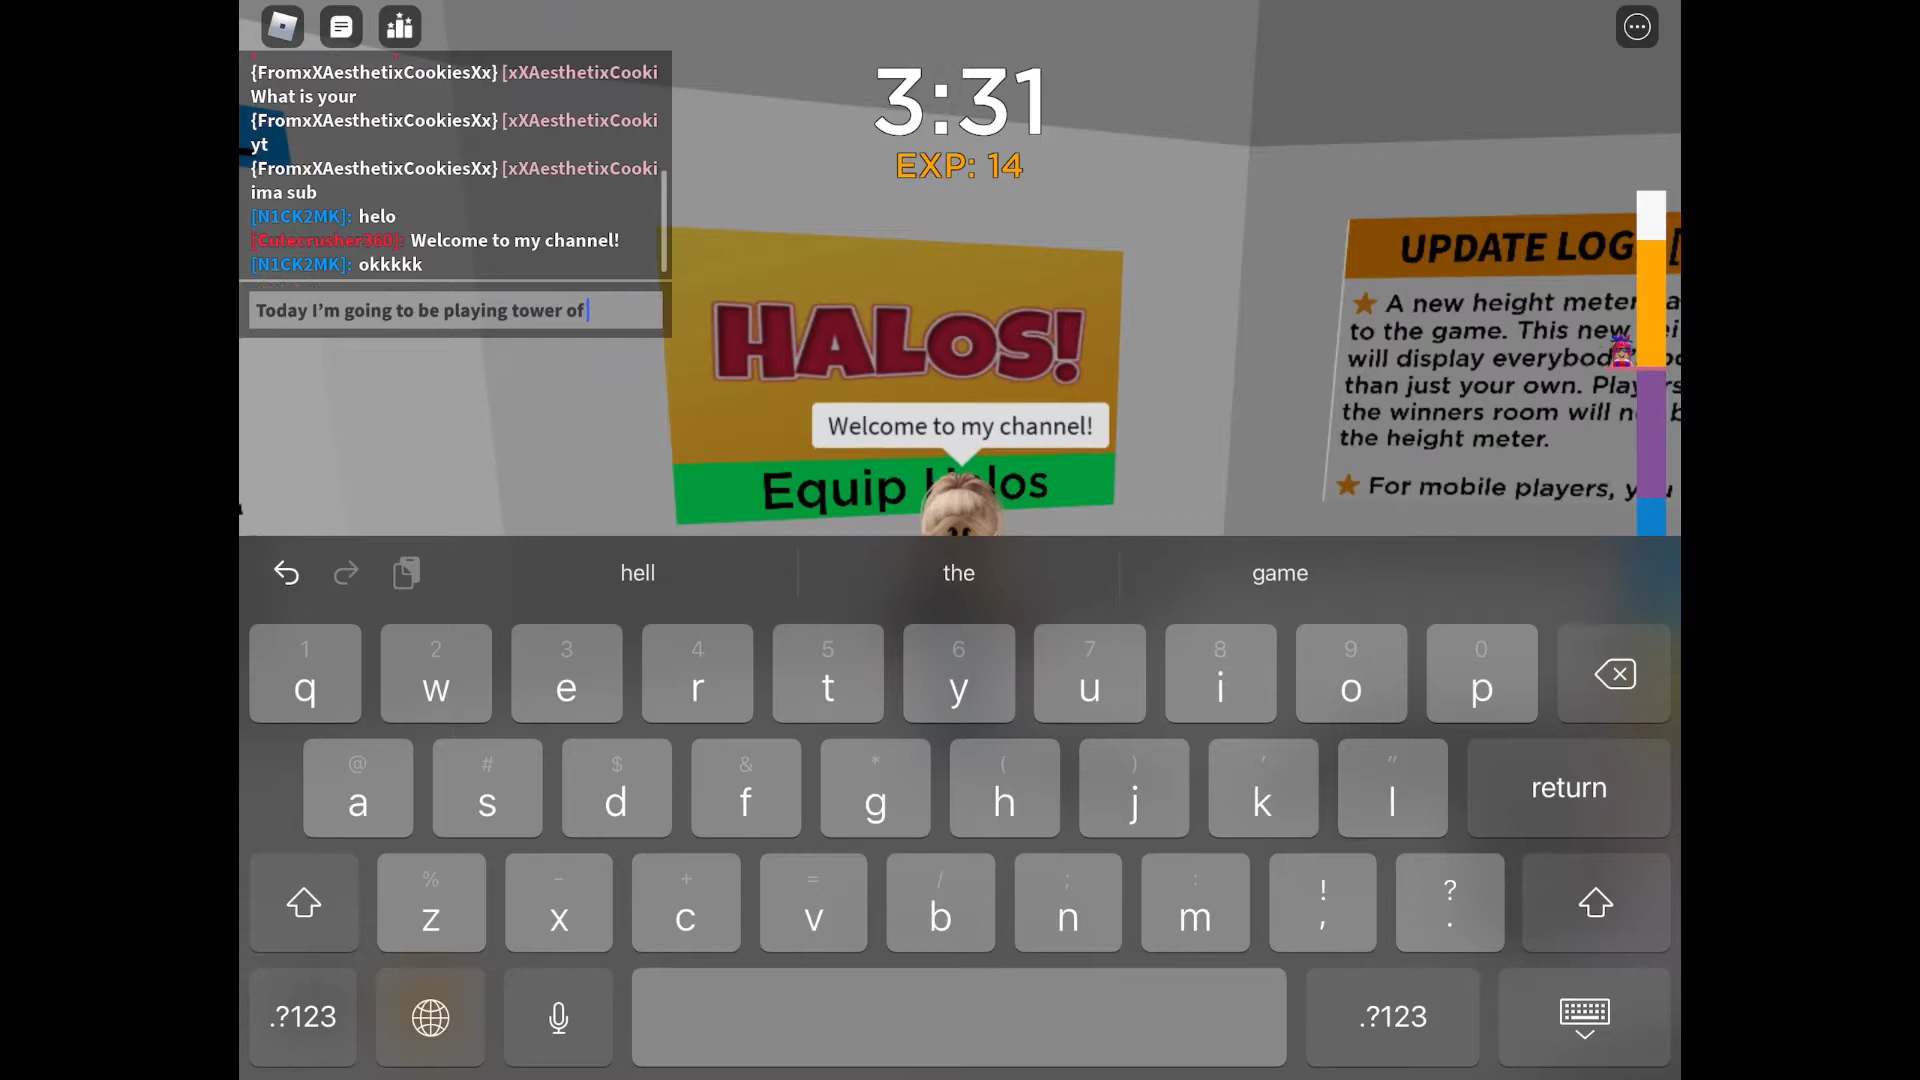 {FromxXAesthetixCookiesXx} [xXAesthetixCooki
What is your
{FromxXAesthetixCookiesXx} [xXAesthetixCooki
yt
{FromxXAesthetixCookiesXx} [xXAesthetixCooki
ima sub
[N1CK2MK]: helo
[Cutecrusher360]: Welcome to my channel!
[N1CK2MK]: okkkkk
Today I’m going to be playing tower of
3:31
EXP: 14
HALOS!
Welcome to my channel!
Equip
UPDATE LOG
A new height meter
to the game. This new
will display
than just your own.
the winners room will
the height meter.
For mobile players,
hell the game
1 2 3 4 5 6 7 8 9 0
q w e r t y u i o p
@ # $ & * ( ) ' "
a s d f g h j k l return
% - + = / ; : ! ?
z x c v b n m , .
.?123 .?123